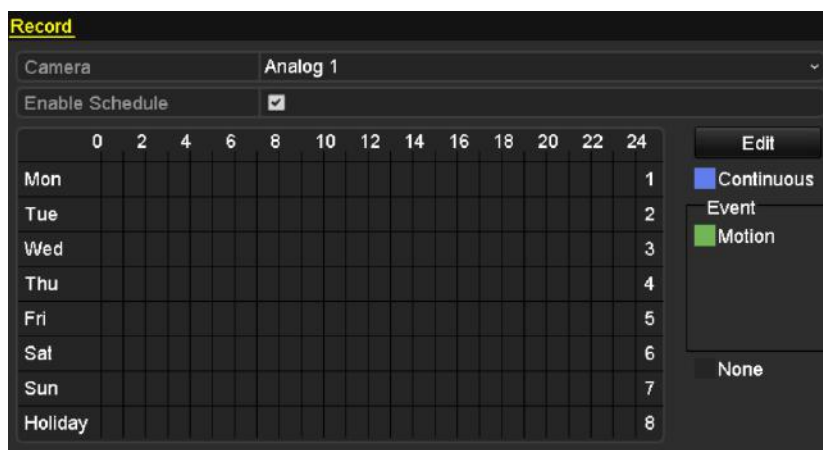 Record
Camera Analog 1
Enable Schedule
0 2 4 6 8 10 12 14 16 18 20 22 24
Mon 1
Tue 2
Wed 3
Thu 4
Fri 5
Sat 6
Sun 7
Holiday 8
Edit
Continuous
Event
Motion
None